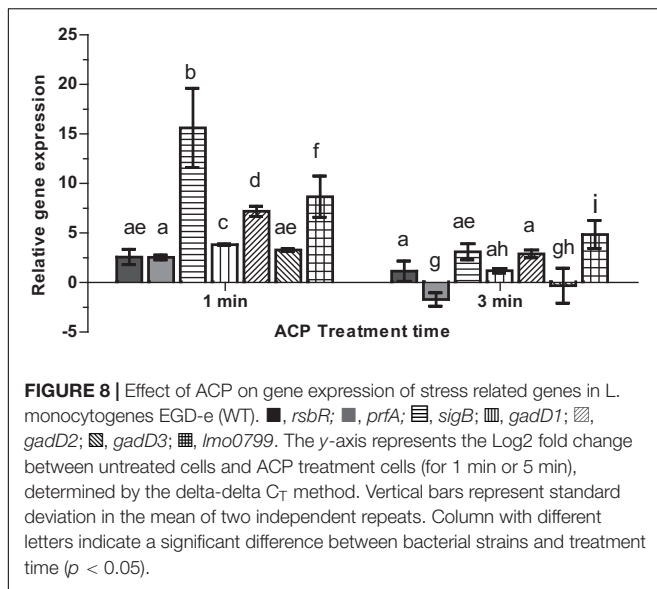 25
20
15
10
5
0
-5
Relative gene expression
ae a b c d ae f
a g ae ah a gh i
1 min 3 min
ACP Treatment time
FIGURE 8 | Effect of ACP on gene expression of stress related genes in L.
monocytogenes EGD-e (WT). ■, rsbR; ■, prfA; ▤, sigB; ▥, gadD1; ▨,
gadD2; ▧, gadD3; ▦, lmo0799. The y-axis represents the Log2 fold change
between untreated cells and ACP treatment cells (for 1 min or 5 min),
determined by the delta-delta CT method. Vertical bars represent standard
deviation in the mean of two independent repeats. Column with different
letters indicate a significant difference between bacterial strains and treatment
time (p < 0.05).